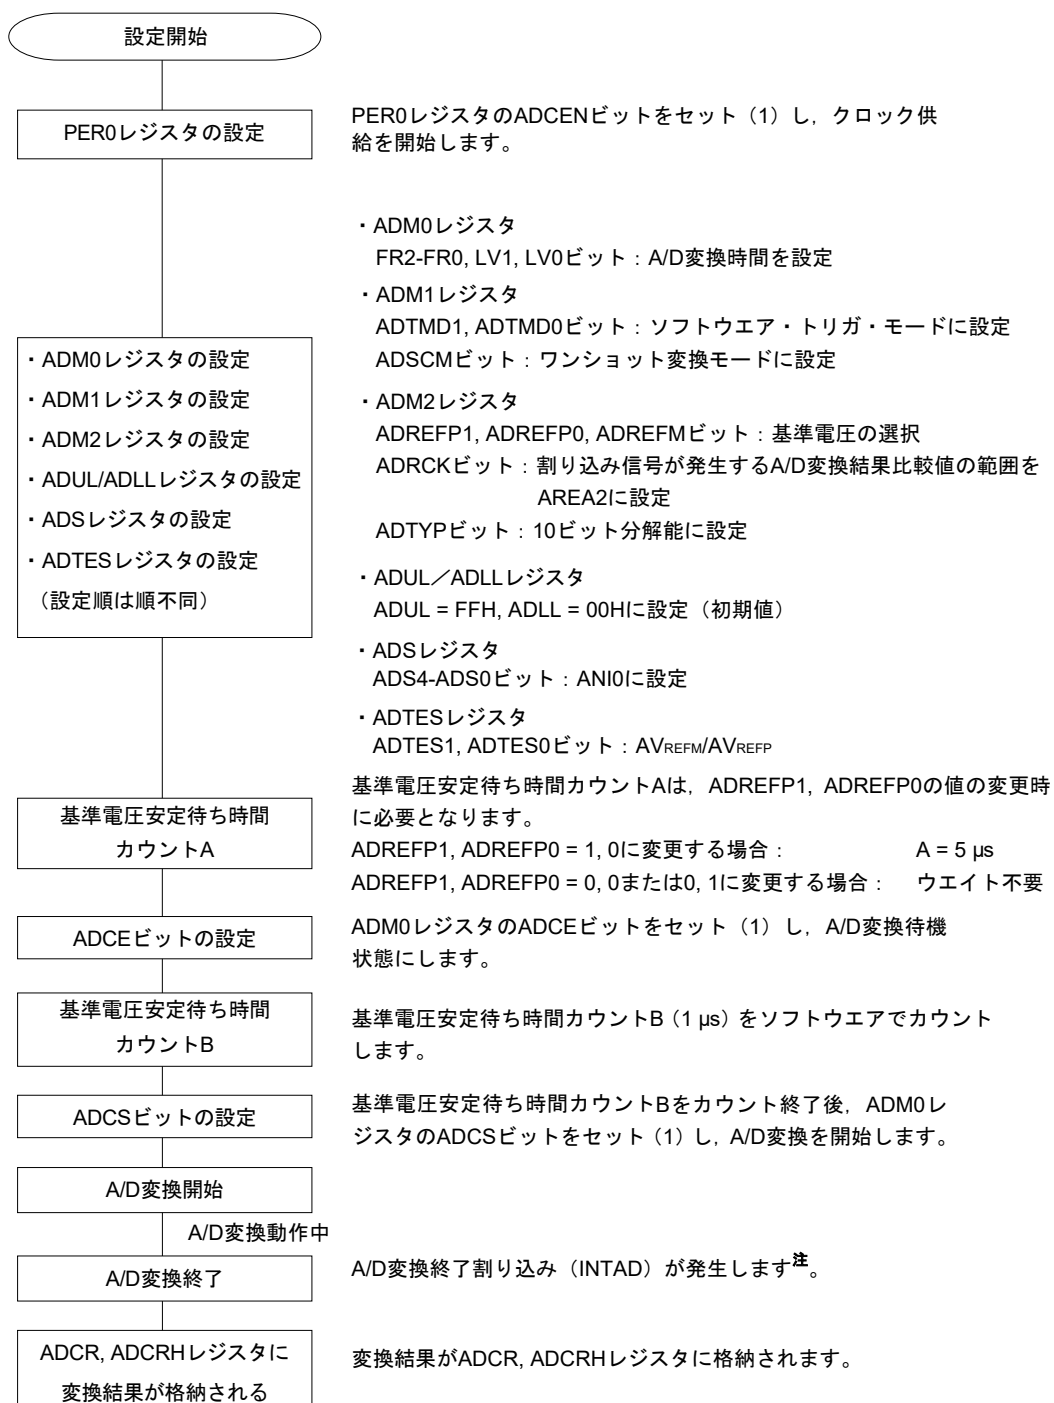 設定開始
PER0レジスタの設定
PER0レジスタのADCENビットをセット（1）し，クロック供
給を開始します。
・ADM0レジスタの設定
・ADM1レジスタの設定
・ADM2レジスタの設定
・ADUL/ADLLレジスタの設定
・ADSレジスタの設定
・ADTESレジスタの設定
（設定順は順不同）
・ADM0レジスタ
FR2-FR0, LV1, LV0ビット：A/D変換時間を設定
・ADM1レジスタ
ADTMD1, ADTMD0ビット：ソフトウエア・トリガ・モードに設定
ADSCMビット：ワンショット変換モードに設定
・ADM2レジスタ
ADREFP1, ADREFP0, ADREFMビット：基準電圧の選択
ADRCKビット：割り込み信号が発生するA/D変換結果比較値の範囲を
AREA2に設定
ADTYPビット：10ビット分解能に設定
・ADUL／ADLLレジスタ
ADUL = FFH, ADLL = 00Hに設定（初期値）
・ADSレジスタ
ADS4-ADS0ビット：ANI0に設定
・ADTESレジスタ
ADTES1, ADTES0ビット：AVREFM/AVREFP
基準電圧安定待ち時間
カウントA
基準電圧安定待ち時間カウントAは，ADREFP1, ADREFP0の値の変更時
に必要となります。
ADREFP1, ADREFP0 = 1, 0に変更する場合： A = 5 µs
ADREFP1, ADREFP0 = 0, 0または0, 1に変更する場合： ウエイト不要
ADCEビットの設定
ADM0レジスタのADCEビットをセット（1）し，A/D変換待機
状態にします。
基準電圧安定待ち時間
カウントB
基準電圧安定待ち時間カウントB（1 µs）をソフトウエアでカウント
します。
ADCSビットの設定
基準電圧安定待ち時間カウントBをカウント終了後，ADM0レ
ジスタのADCSビットをセット（1）し，A/D変換を開始します。
A/D変換開始
A/D変換動作中
A/D変換終了
A/D変換終了割り込み（INTAD）が発生します注。
ADCR, ADCRHレジスタに
変換結果が格納される
変換結果がADCR, ADCRHレジスタに格納されます。